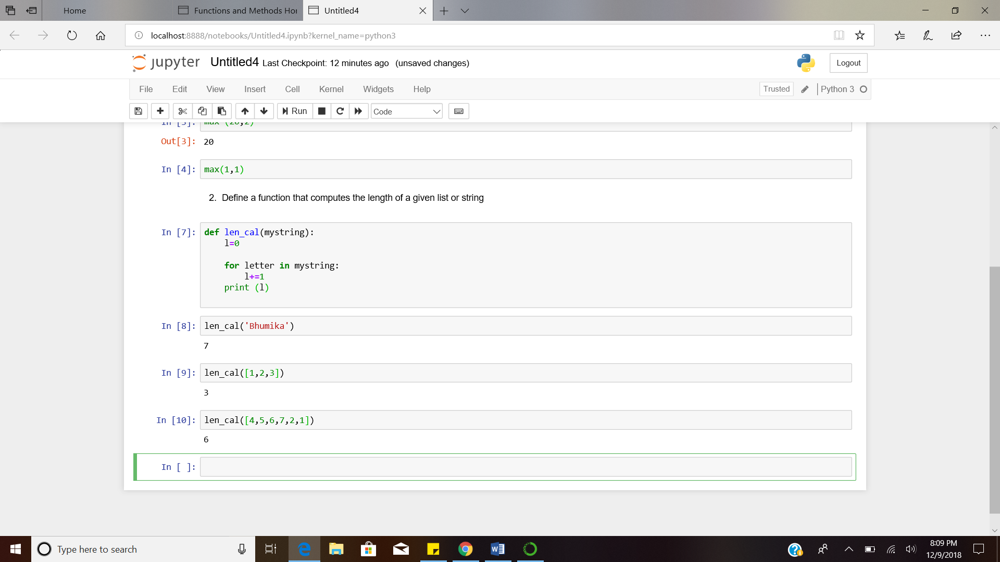 Home
Functions and Methods Hor
Untitled4
localhost:8888/notebooks/Untitled4.ipynb?kernel_name=python3
jupyter Untitled4 Last Checkpoint: 12 minutes ago (unsaved changes)
Logout
File Edit View Insert Cell Kernel Widgets Help
Trusted Python 3
Run Code
In [3]: max (20,2)
Out[3]: 20
In [4]: max(1,1)
2. Define a function that computes the length of a given list or string
In [7]: def len_cal(mystring):
    l=0
    for letter in mystring:
        l+=1
    print (l)
In [8]: len_cal('Bhumika')
7
In [9]: len_cal([1,2,3])
3
In [10]: len_cal([4,5,6,7,2,1])
6
In [ ]:
Type here to search
8:09 PM
12/9/2018